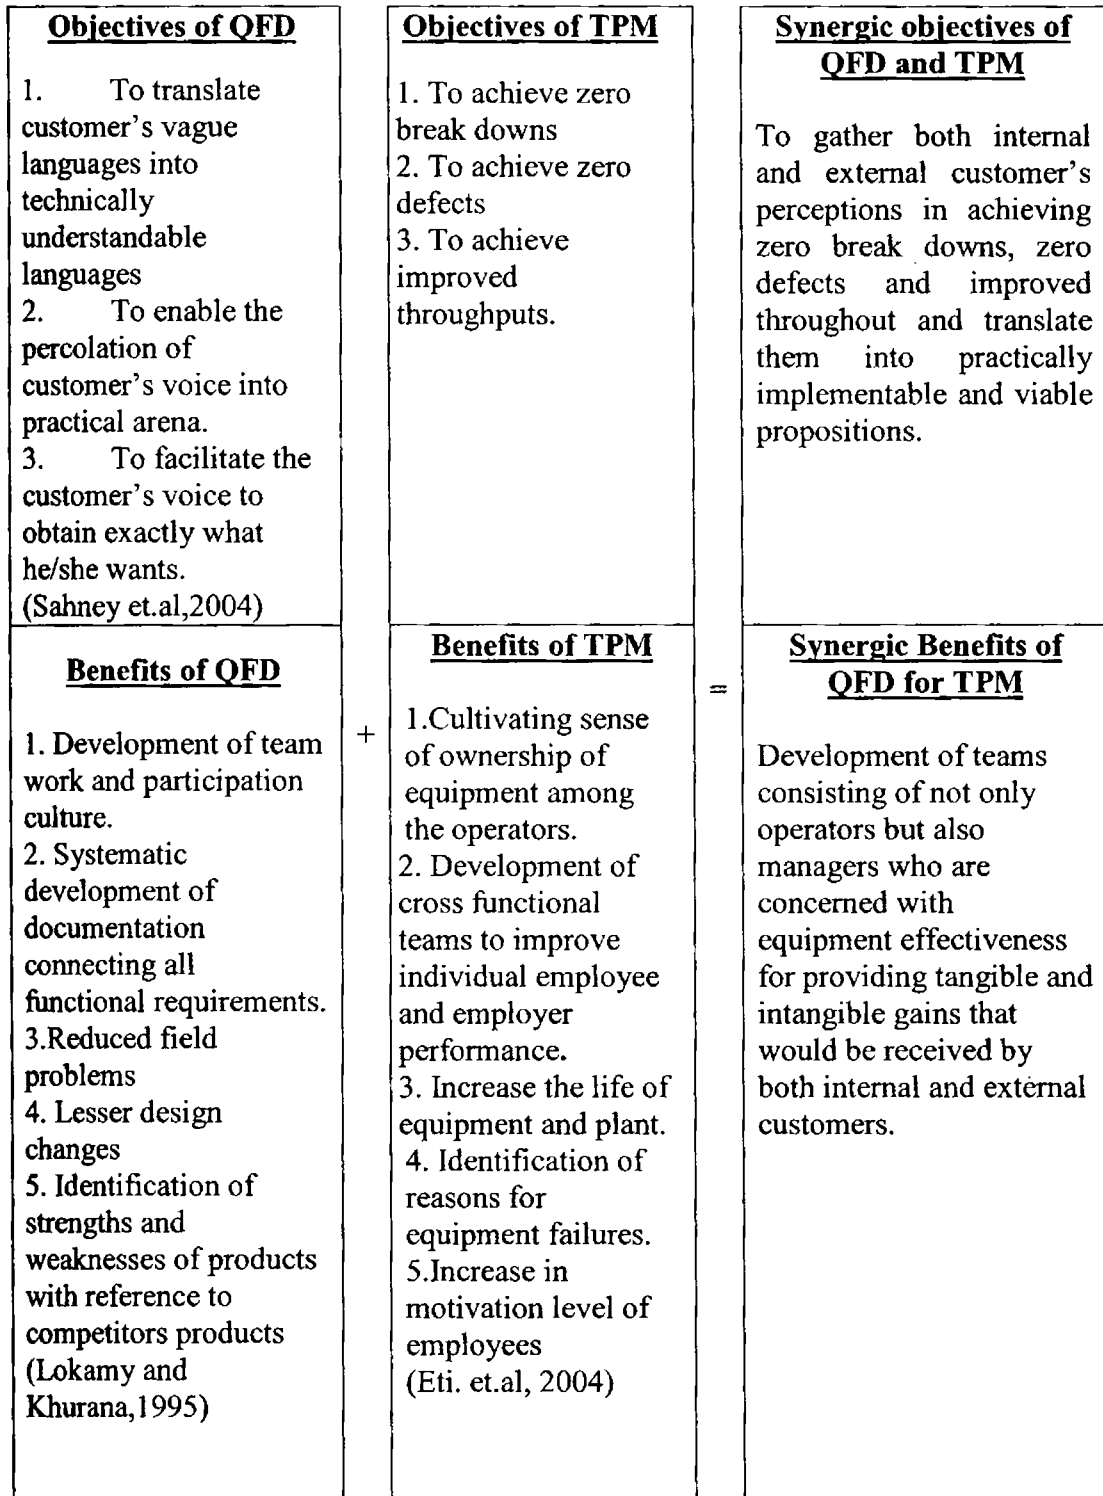 Objectives of QFD
1. To translate
customer's vague
languages into
technically
understandable
languages
2. To enable the
percolation of
customer's voice into
practical arena.
3. To facilitate the
customer's voice to
obtain exactly what
he/she wants.
(Sahney et.al,2004)
Benefits of QFD
1. Development of team
work and participation
culture.
2. Systematic
development of
documentation
connecting all
functional requirements.
3.Reduced field
problems
4. Lesser design
changes
5. Identification of
strengths and
weaknesses of products
with reference to
competitors products
(Lokamy and
Khurana,1995)
+
Objectives of TPM
1. To achieve zero
break downs
2. To achieve zero
defects
3. To achieve
improved
throughputs.
Benefits of TPM
1.Cultivating sense
of ownership of
equipment among
the operators.
2. Development of
cross functional
teams to improve
individual employee
and employer
performance.
3. Increase the life of
equipment and plant.
4. Identification of
reasons for
equipment failures.
5.Increase in
motivation level of
employees
(Eti. et.al, 2004)
=
Synergic objectives of
QFD and TPM
To gather both internal
and external customer's
perceptions in achieving
zero break downs, zero
defects and improved
throughout and translate
them into practically
implementable and viable
propositions.
Synergic Benefits of
QFD for TPM
Development of teams
consisting of not only
operators but also
managers who are
concerned with
equipment effectiveness
for providing tangible and
intangible gains that
would be received by
both internal and external
customers.